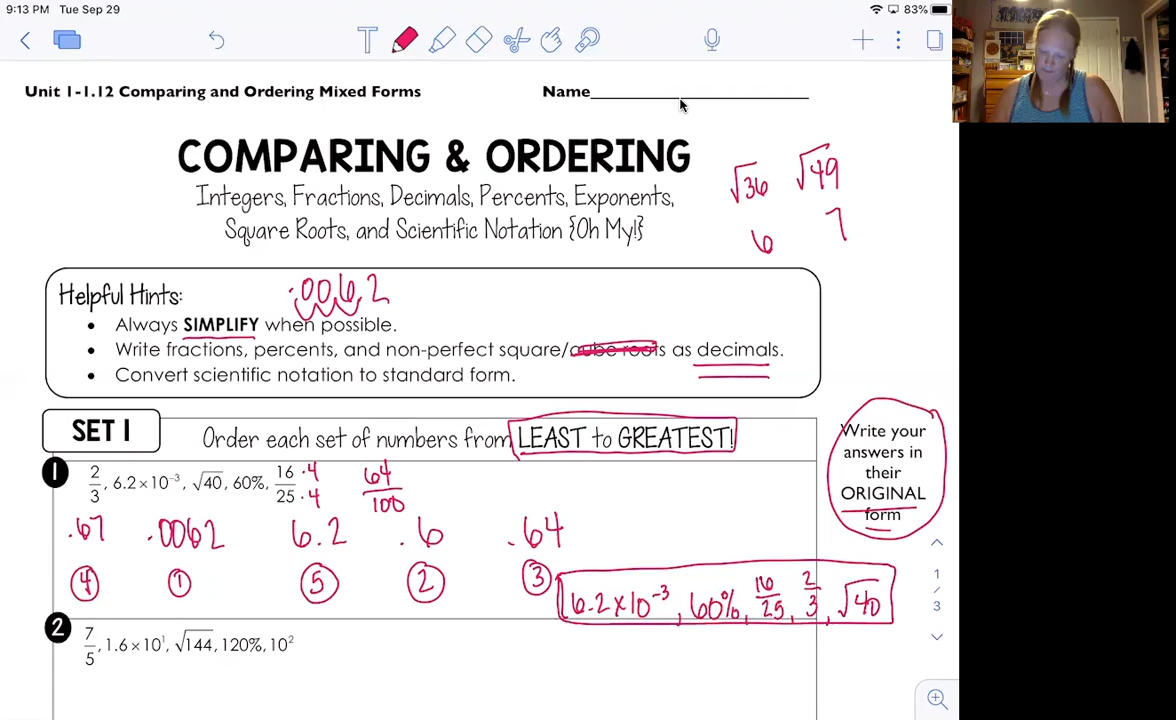 9:13 PM Tue Sep 29
83%
Unit 1-1.12 Comparing and Ordering Mixed Forms Name
COMPARING & ORDERING
Integers, Fractions, Decimals, Percents, Exponents,
Square Roots, and Scientific Notation {Oh My!}
√36 √49
6 7
Helpful Hints: .006.2
• Always SIMPLIFY when possible.
• Write fractions, percents, and non-perfect square/cube roots as decimals.
• Convert scientific notation to standard form.
SET 1
Order each set of numbers from LEAST to GREATEST!
Write your
answers in
their
ORIGINAL
form
1 2/3, 6.2×10⁻³, √40, 60%, 16/25 ·4 ·4 64/100
.67 .0062 6.2 .6 .64
4 1 5 2 3
6.2×10⁻³, 60%, 16/25, 2/3, √40
1
/
3
2 7/5, 1.6×10¹, √144, 120%, 10²